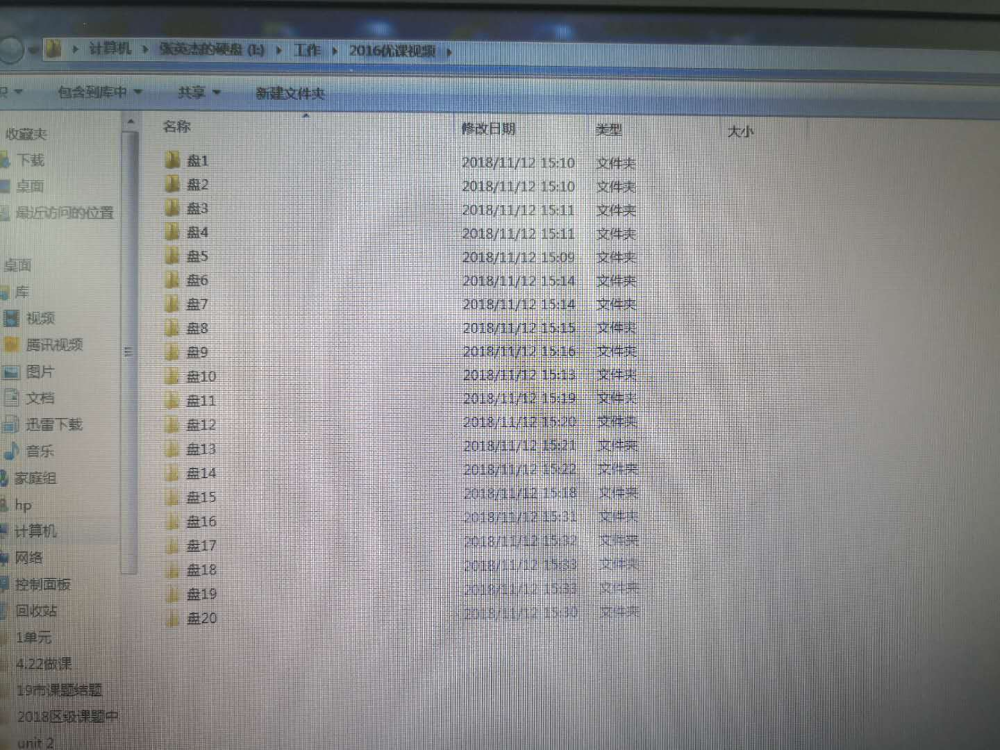 计算机 张英杰的硬盘 (I:) 工作 2016优课视频
包含到库中 共享 新建文件夹
名称 修改日期 类型 大小
盘1 2018/11/12 15:10 文件夹
盘2 2018/11/12 15:10 文件夹
盘3 2018/11/12 15:11 文件夹
盘4 2018/11/12 15:11 文件夹
盘5 2018/11/12 15:09 文件夹
盘6 2018/11/12 15:14 文件夹
盘7 2018/11/12 15:14 文件夹
盘8 2018/11/12 15:15 文件夹
盘9 2018/11/12 15:16 文件夹
盘10 2018/11/12 15:13 文件夹
盘11 2018/11/12 15:19 文件夹
盘12 2018/11/12 15:20 文件夹
盘13 2018/11/12 15:21 文件夹
盘14 2018/11/12 15:22 文件夹
盘15 2018/11/12 15:18 文件夹
盘16 2018/11/12 15:31 文件夹
盘17 2018/11/12 15:32 文件夹
盘18 2018/11/12 15:33 文件夹
盘19 2018/11/12 15:33 文件夹
盘20 2018/11/12 15:30 文件夹
收藏夹
下载
桌面
最近访问的位置
桌面
库
视频
腾讯视频
图片
文档
迅雷下载
音乐
家庭组
hp
计算机
网络
控制面板
回收站
1单元
4.22做课
19市课题结题
2018区级课题中
unit 2